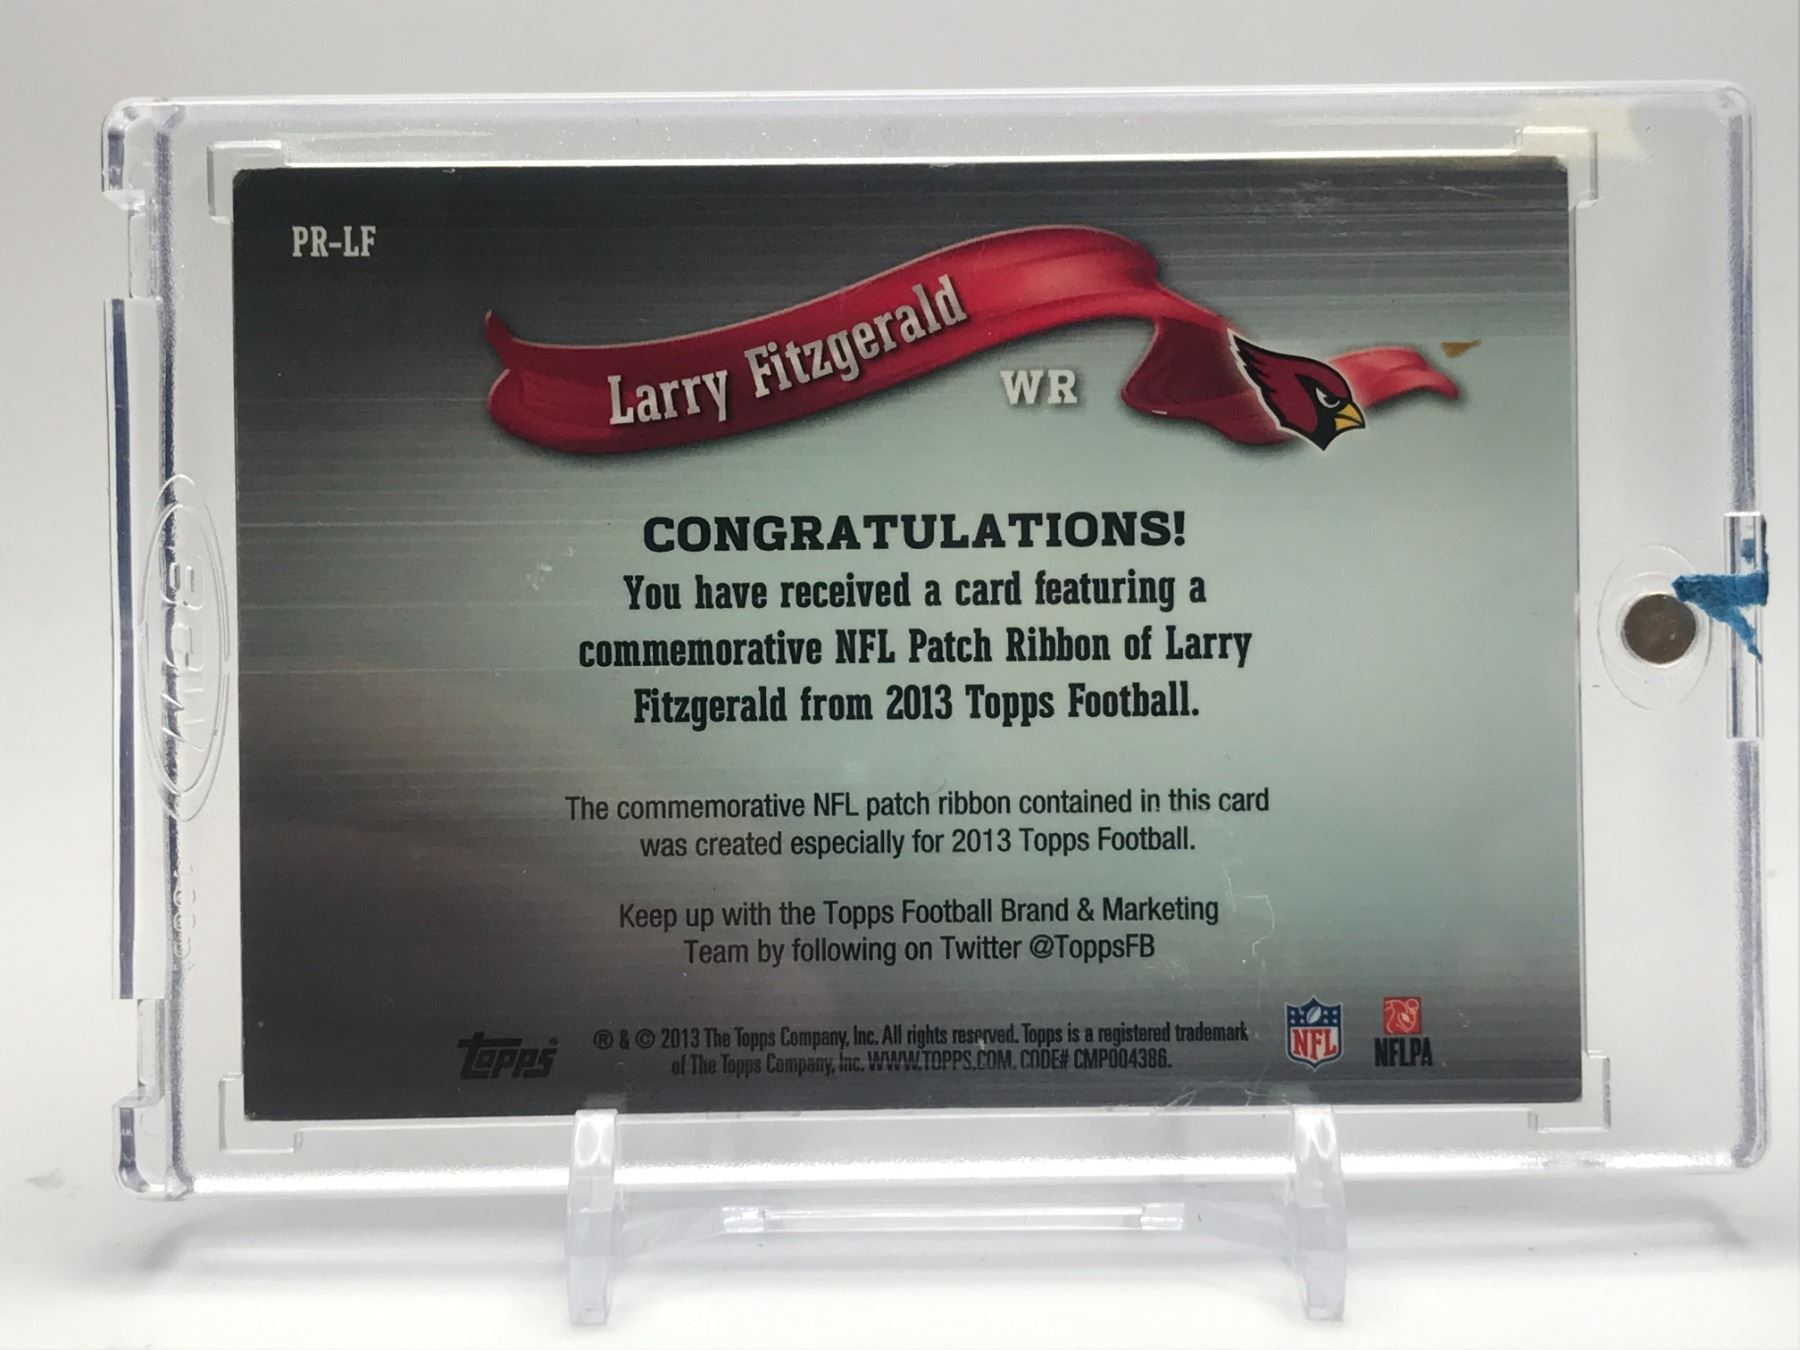 PR-LF
Larry Fitzgerald
WR
CONGRATULATIONS!
You have received a card featuring a
commemorative NFL Patch Ribbon of Larry
Fitzgerald from 2013 Topps Football.
The commemorative NFL patch ribbon contained in this card
was created especially for 2013 Topps Football.
Keep up with the Topps Football Brand & Marketing
Team by following on Twitter @ToppsFB
topps
® & © 2013 The Topps Company, Inc. All rights reserved. Topps is a registered trademark
of The Topps Company, Inc. WWW.TOPPS.COM. CODE# CMP004386.
NFL
NFLPA
BCW